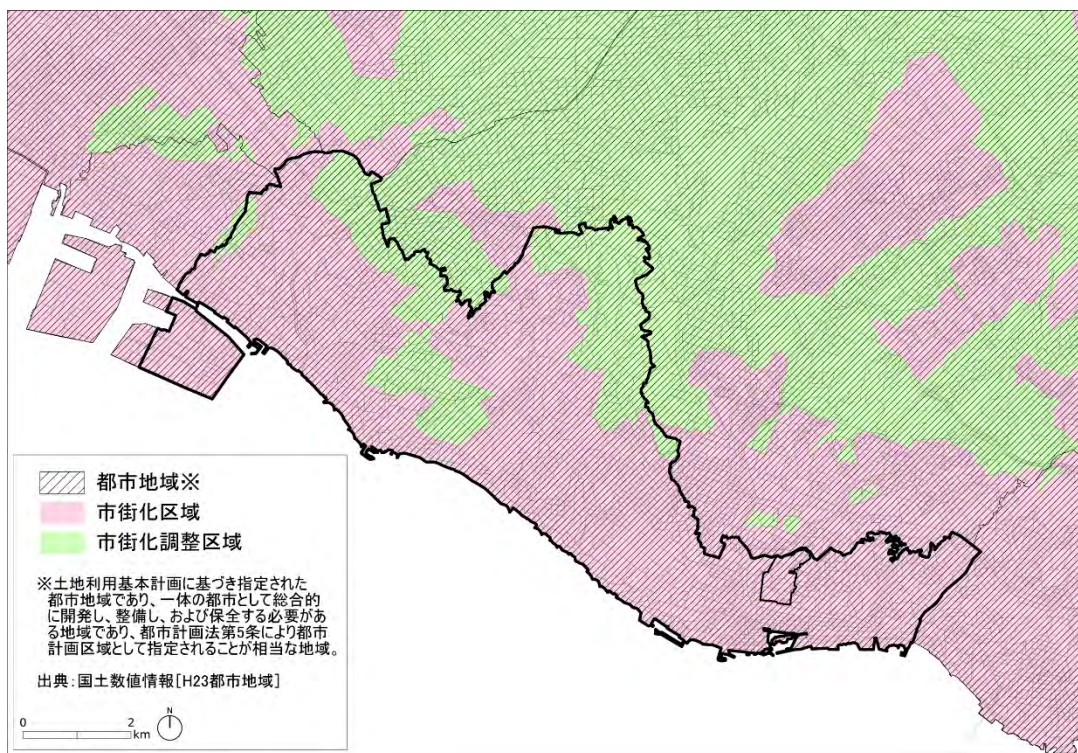 都市地域※
市街化区域
市街化調整区域
※土地利用基本計画に基づき指定された
都市地域であり、一体の都市として総合的
に開発し、整備し、および保全する必要があ
る地域であり、都市計画法第5条により都市
計画区域として指定されることが相当な地域。
出典:国土数値情報[H23都市地域]
0 2
km
N